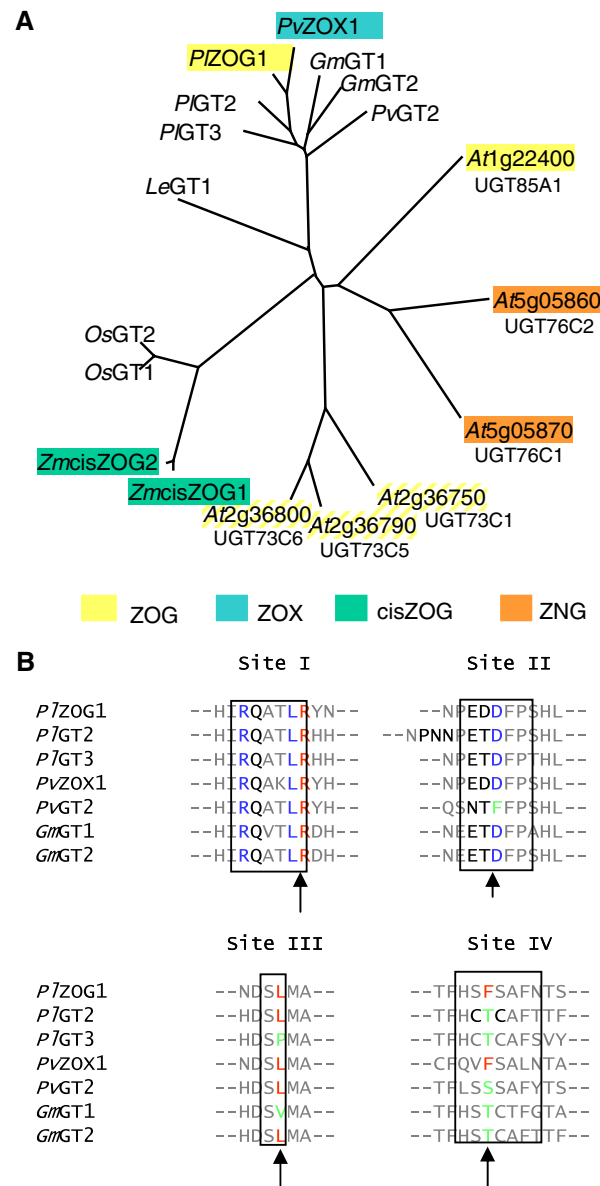 A
PvZOX1
PlZOG1
GmGT1
GmGT2
PlGT2
PvGT2
PlGT3
At1g22400
UGT85A1
LeGT1
At5g05860
UGT76C2
OsGT2
OsGT1
At5g05870
UGT76C1
ZmcisZOG2
ZmcisZOG1
At2g36750
UGT73C1
At2g36800
UGT73C6
At2g36790
UGT73C5
ZOG
ZOX
cisZOG
ZNG
B
Site I
Site II
PlZOG1 --HIRQATLRYN-- --NPEDDFPSHL--
PlGT2 --HIRQATLRHH-- --NPNNPETDFPSHL--
PlGT3 --HIRQATLRHH-- --NPETDFPTHL--
PvZOX1 --HIRQAKLRYH-- --NPEDDFPSHL--
PvGT2 --HIRQATLRYH-- --QSNTFFPSHL--
GmGT1 --HIRQVTLRDH-- --NEETDFPAHL--
GmGT2 --HIRQATLRDH-- --NEETDFPSHL--
Site III
Site IV
PlZOG1 --NDSLMA-- --TFHSFSAFNTS--
PlGT2 --HDSLMA-- --TFHCTCAFTTF--
PlGT3 --HDSPMA-- --TFHCTCAFSVY--
PvZOX1 --NDSLMA-- --CFQVFSALNTA--
PvGT2 --HDSLMA-- --TFLSSSAFYTS--
GmGT1 --HDSVMA-- --TFHSTCTFGTA--
GmGT2 --HDSLMA-- --TFHSTCAFTTF--